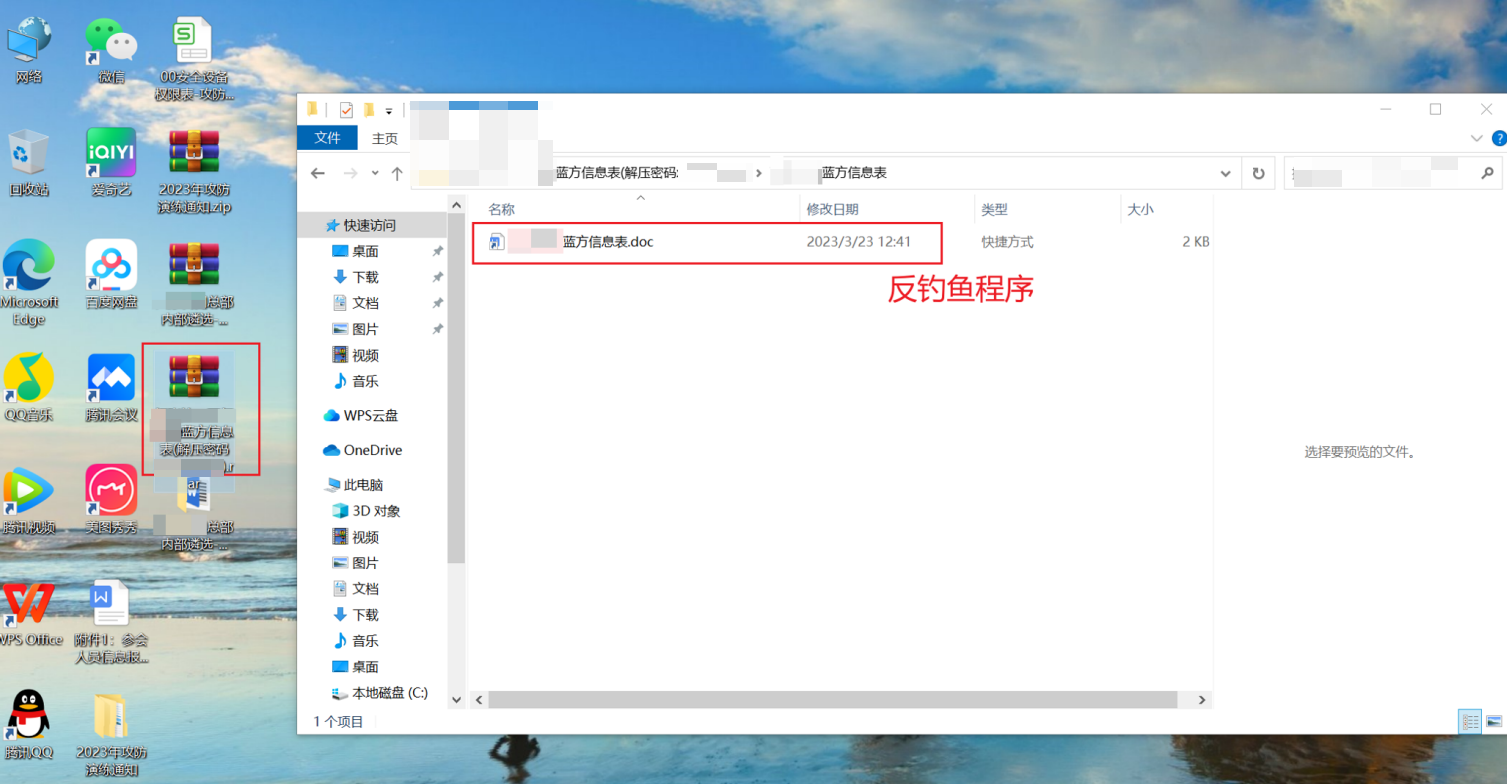 网络
微信
00安全设备
权限表-攻防...
回收站
爱奇艺
2023年攻防
演练通知.zip
Microsoft
Edge
百度网盘
总部
内部遴选-...
QQ音乐
腾讯会议
蓝方信息
表(解压密码
).r
ar
腾讯视频
美图秀秀
总部
内部遴选-...
WPS Office
附件1：参会
人员信息报...
腾讯QQ
2023年攻防
演练通知
文件
主页
蓝方信息表(解压密码:
蓝方信息表
名称
修改日期
类型
大小
蓝方信息表.doc
2023/3/23 12:41
快捷方式
2 KB
反钓鱼程序
快速访问
桌面
下载
文档
图片
视频
音乐
WPS云盘
OneDrive
此电脑
3D 对象
视频
图片
文档
下载
音乐
桌面
本地磁盘 (C:)
选择要预览的文件。
1 个项目